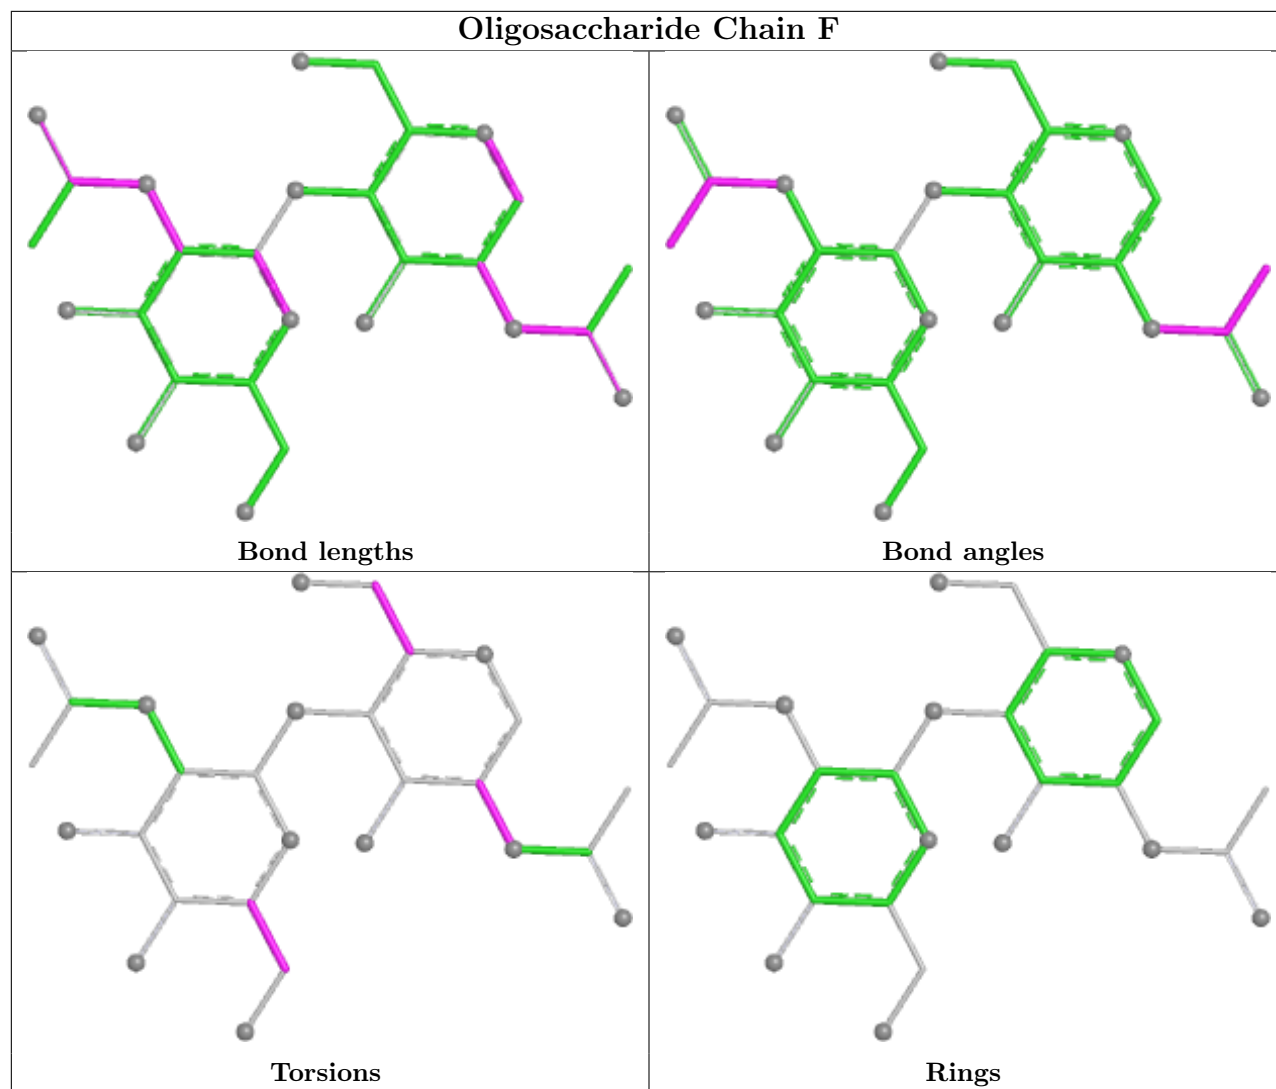 Oligosaccharide Chain F
Bond lengths
Bond angles
Torsions
Rings